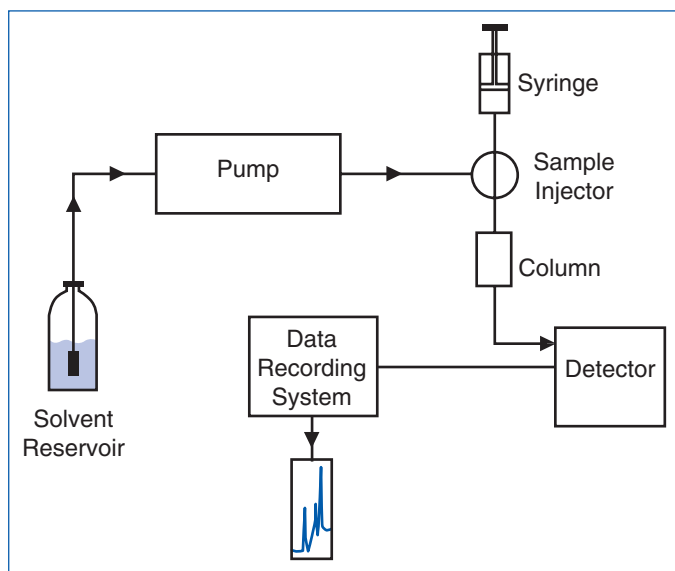 Syringe
Pump
Sample
Injector
Column
Data
Recording
System
Detector
Solvent
Reservoir